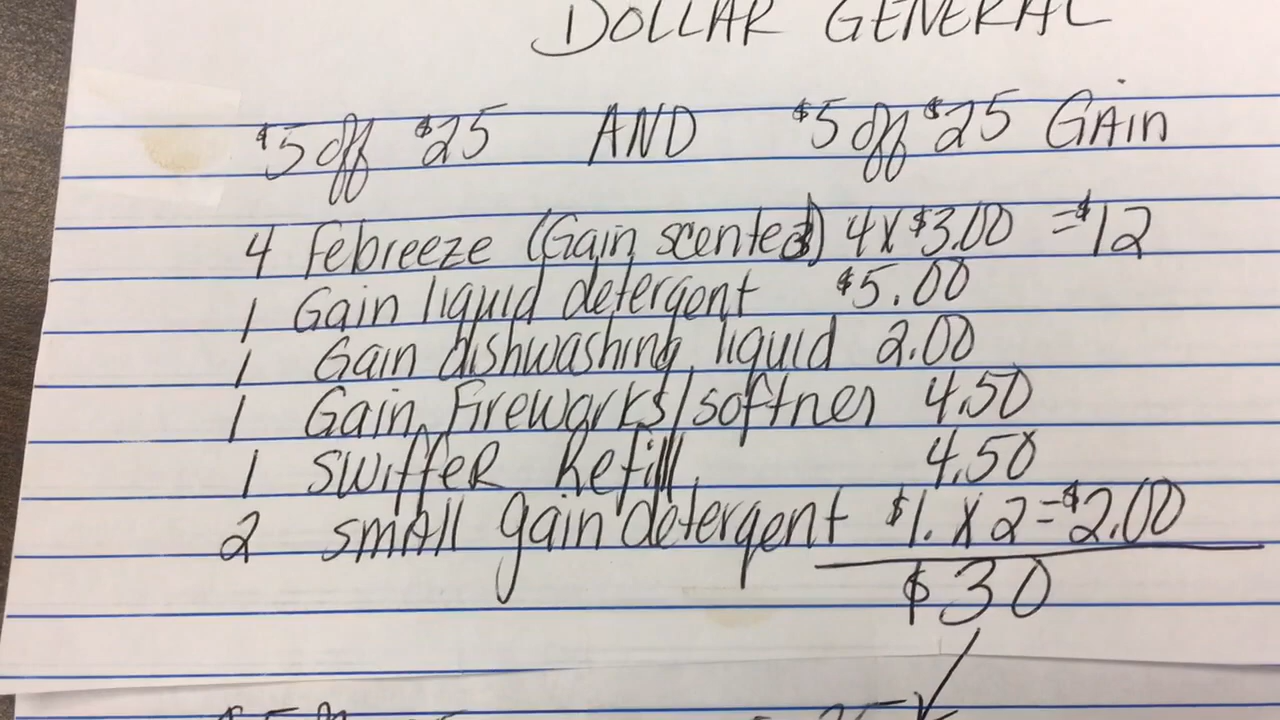 DOLLAR GENERAL
$5 off $25 AND $5 off $25 GAIN
4 febreeze (Gain scented) 4x$3.00 =$12
1 Gain liquid detergent $5.00
1 Gain dishwashing liquid 2.00
1 Gain Fireworks/softner 4.50
1 Swiffer Refill 4.50
2 small gain detergent $1. x 2=$2.00
$30